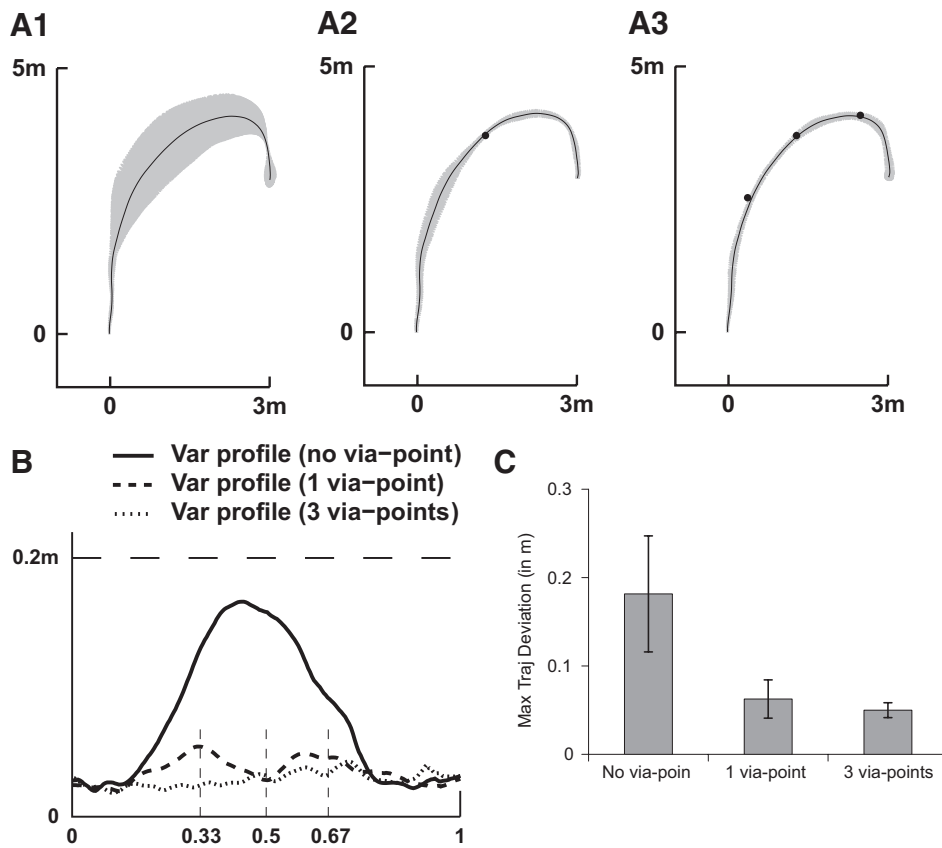 A1
A2
A3
5m
5m
5m
0
0
0
0
3m
0
3m
0
3m
B
Var profile (no via−point)
Var profile (1 via−point)
Var profile (3 via−points)
0.2m
0
0
0.33
0.5
0.67
1
C
Max Traj Deviation (in m)
0.3
0.2
0.1
0
No via-poin
1 via-point
3 via-points